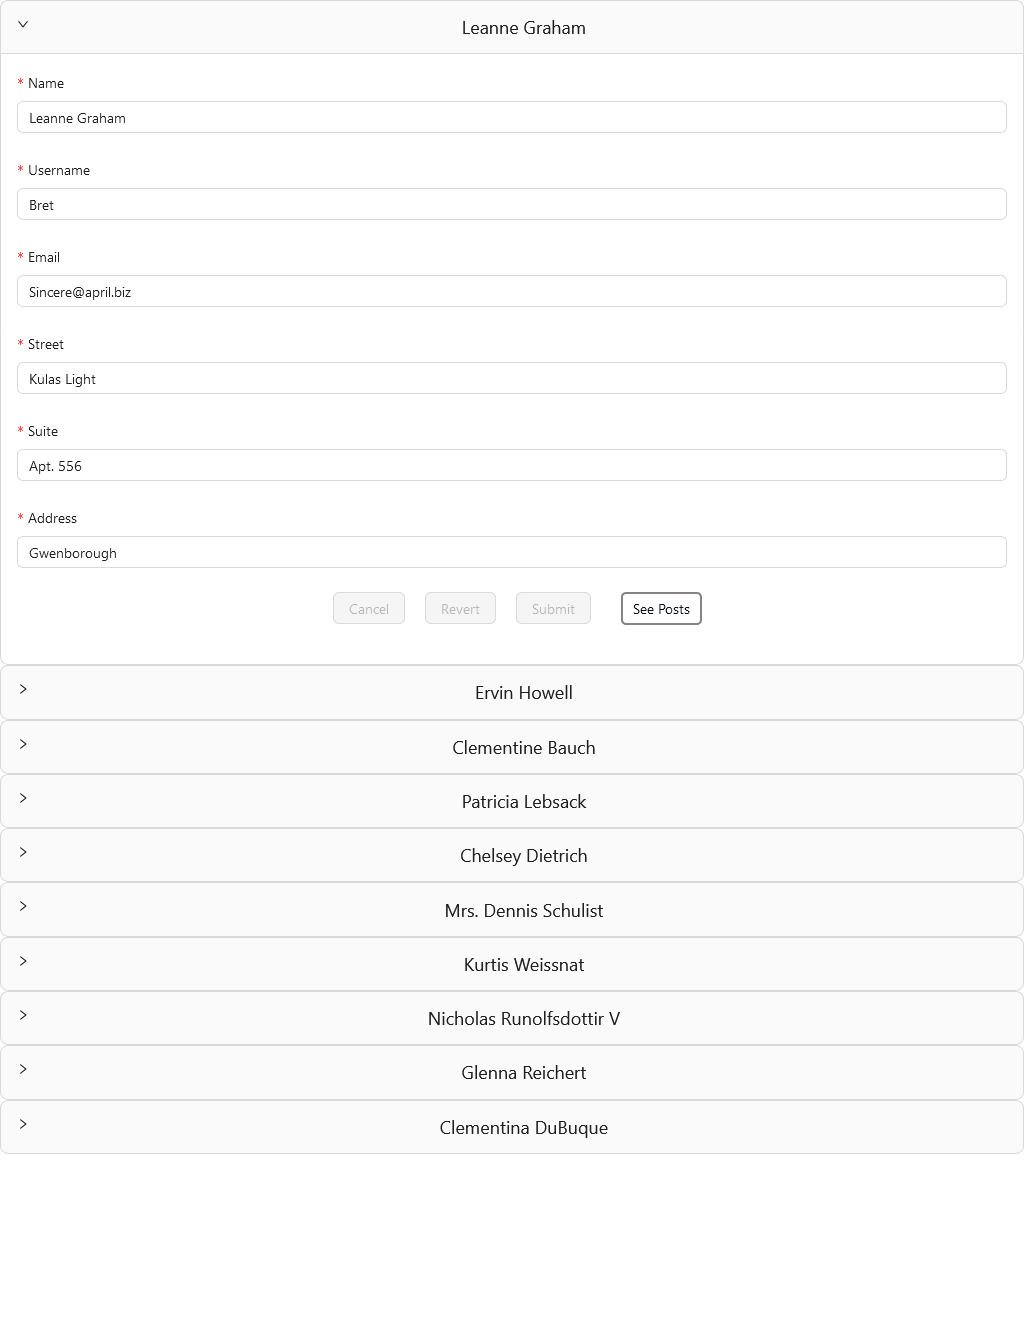 Leanne Graham
* Name
Leanne Graham
* Username
Bret
* Email
Sincere@april.biz
* Street
Kulas Light
* Suite
Apt. 556
* Address
Gwenborough
Cancel Revert Submit See Posts
Ervin Howell
Clementine Bauch
Patricia Lebsack
Chelsey Dietrich
Mrs. Dennis Schulist
Kurtis Weissnat
Nicholas Runolfsdottir V
Glenna Reichert
Clementina DuBuque